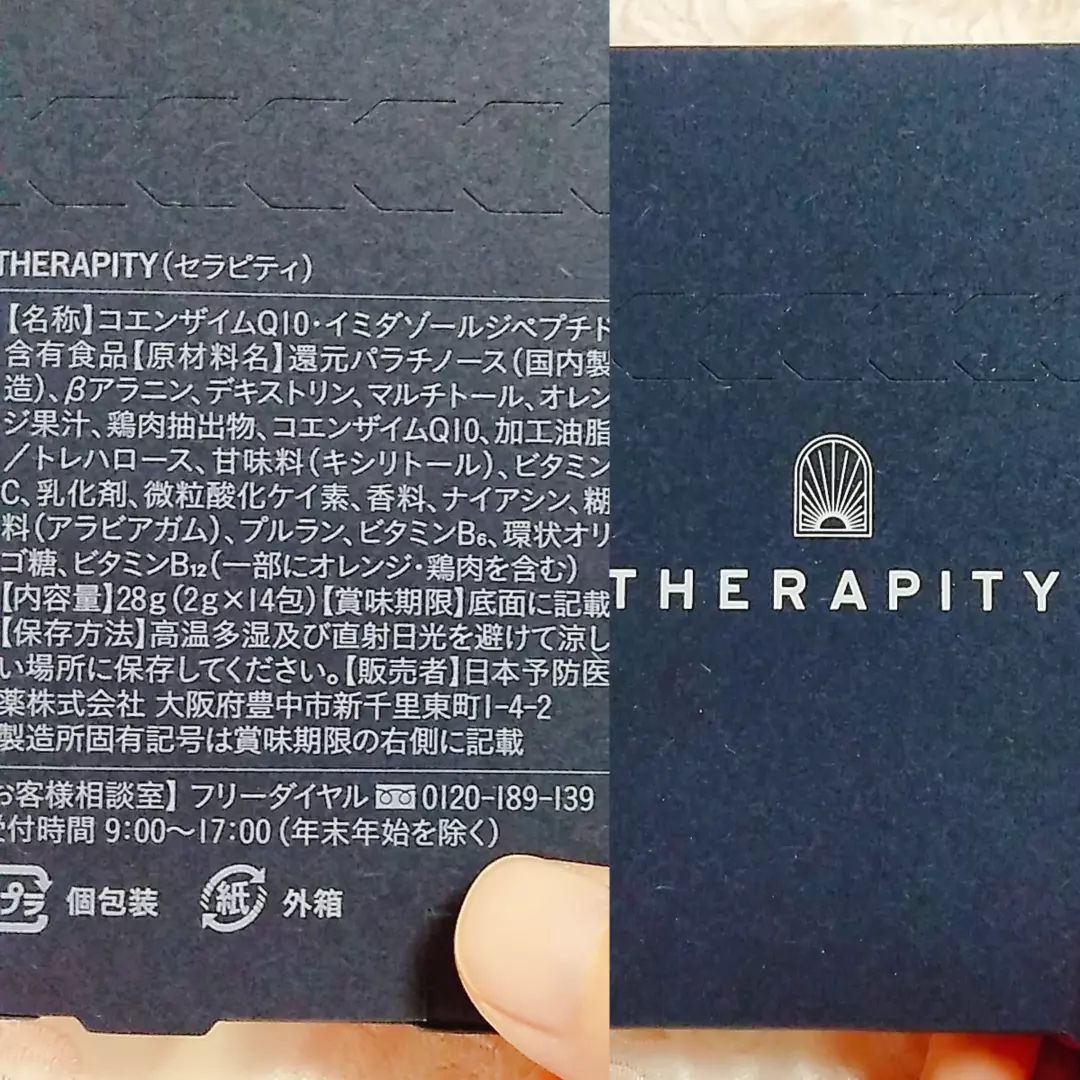 THERAPITY(セラピティ)
【名称】コエンザイムQ10・イミダゾールジペプチド
含有食品【原材料名】還元パラチノース(国内製
造)、βアラニン、デキストリン、マルチトール、オレン
ジ果汁、鶏肉抽出物、コエンザイムQ10、加工油脂
/トレハロース、甘味料(キシリトール)、ビタミン
C、乳化剤、微粒酸化ケイ素、香料、ナイアシン、糊
料(アラビアガム)、プルラン、ビタミンB₆、環状オリ
ゴ糖、ビタミンB₁₂(一部にオレンジ・鶏肉を含む)
【内容量】28g(2g×14包)【賞味期限】底面に記載
【保存方法】高温多湿及び直射日光を避けて涼し
い場所に保存してください。【販売者】日本予防医
薬株式会社 大阪府豊中市新千里東町1-4-2
製造所固有記号は賞味期限の右側に記載
お客様相談室】フリーダイヤル 0120-189-139
受付時間 9:00〜17:00(年末年始を除く)
プラ 個包装 紙 外箱
THERAPITY